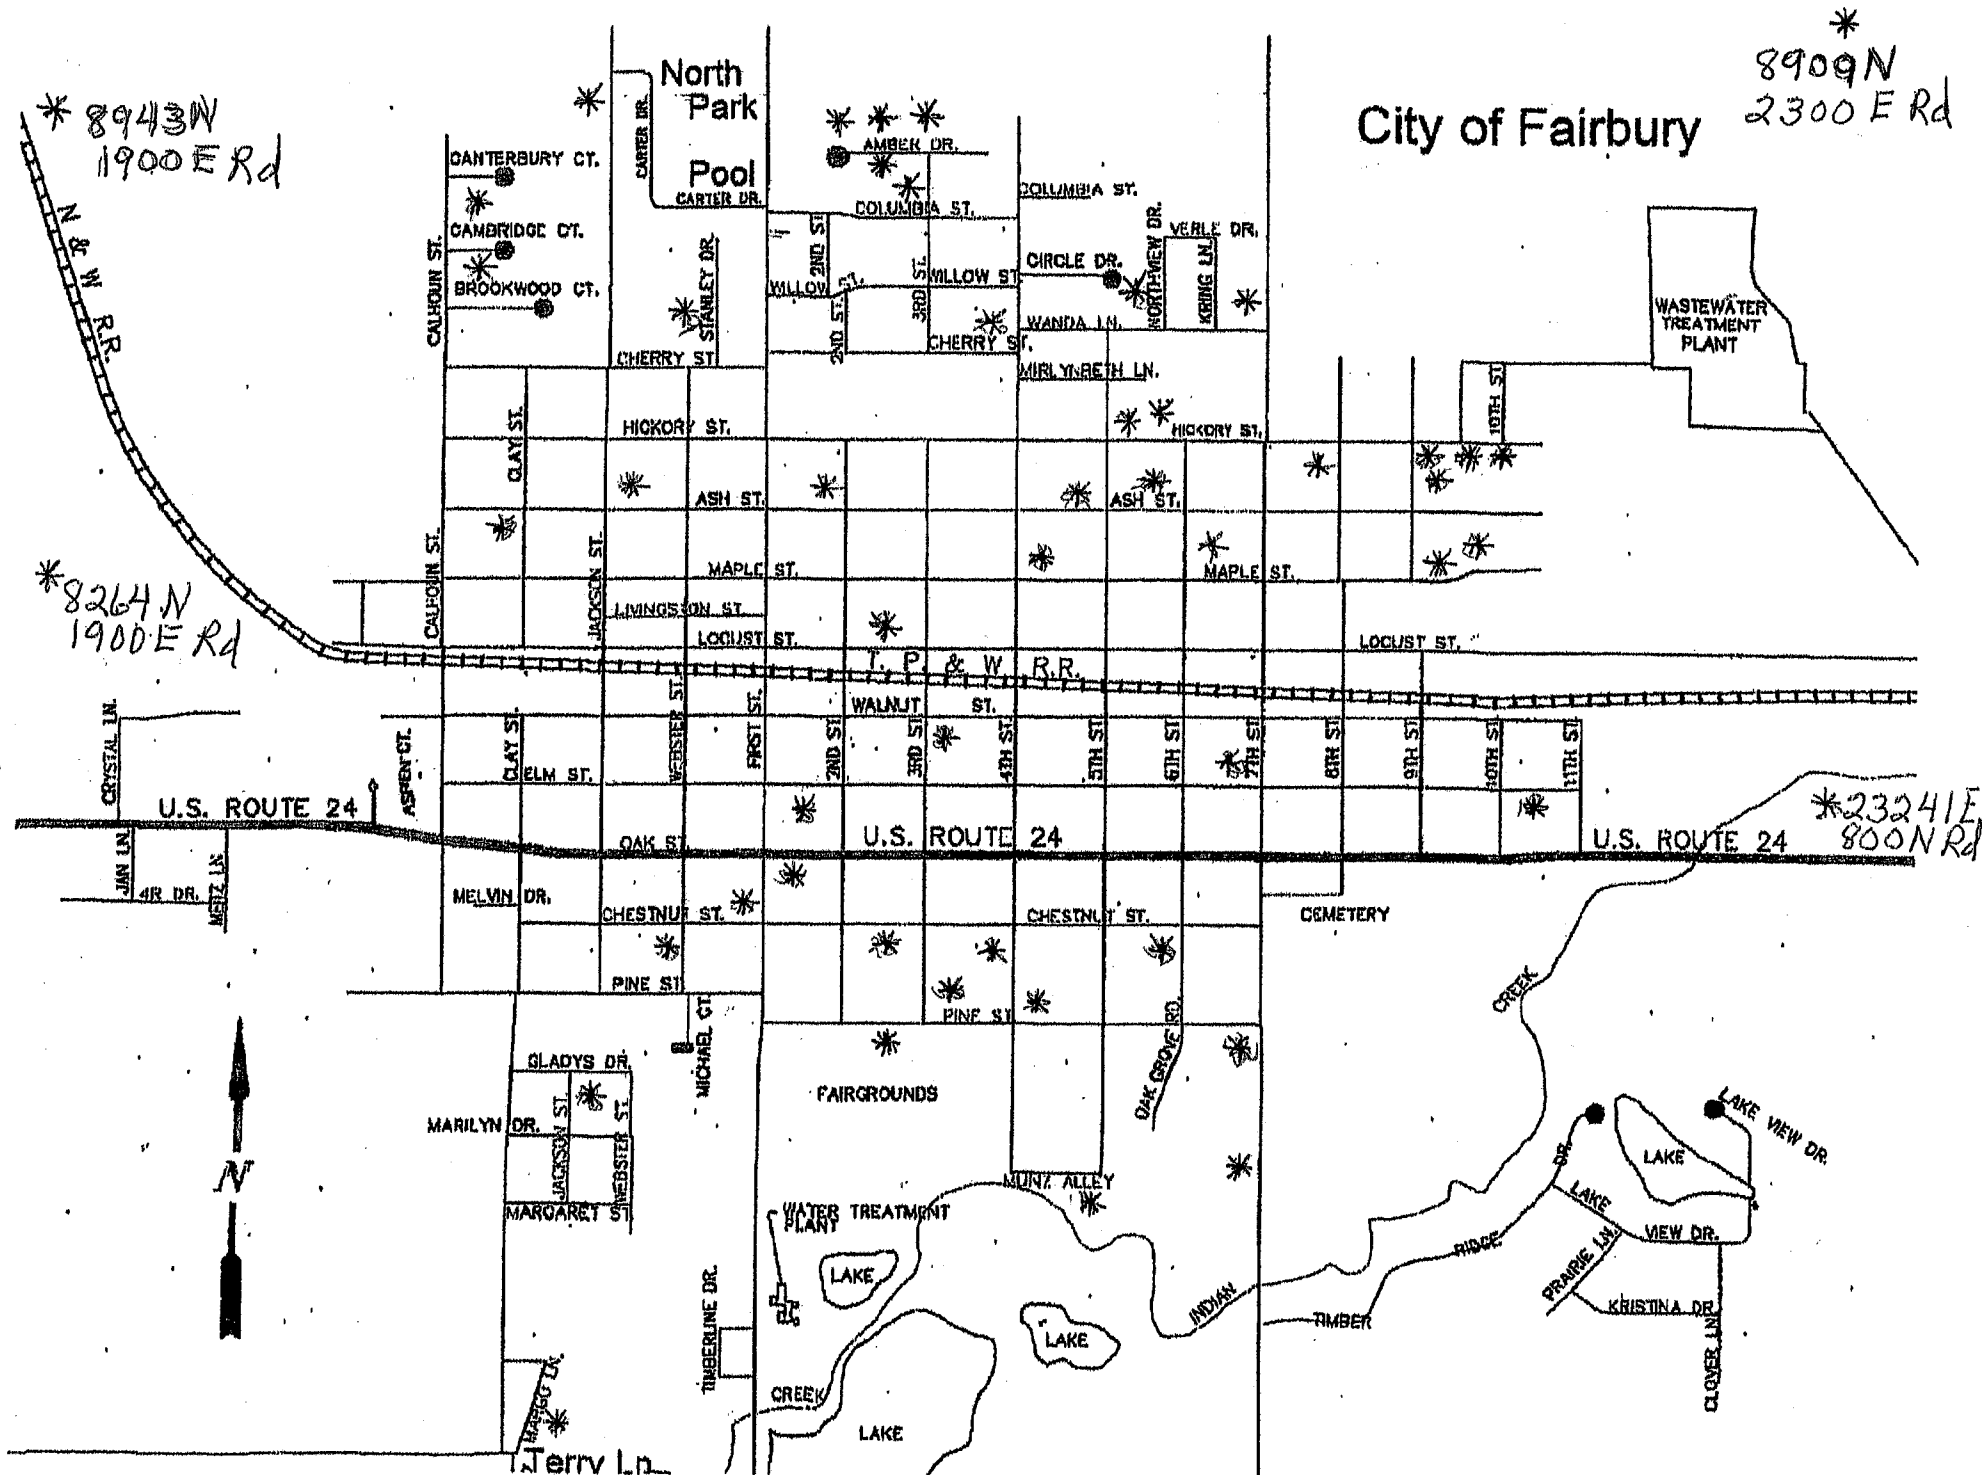 8909N
2300 E Rd
City of Fairbury
8943W
1900 E Rd
North
Park
Pool
CARTER DR.
CARTER DR.
AMBER DR.
CANTERBURY CT.
CAMBRIDGE CT.
BROOKWOOD CT.
CALHOUN ST.
N & W R.R.
COLUMBIA ST.
COLUMBIA ST.
STANLEY DR.
2ND ST.
WILLOW ST.
3RD ST.
WILLOW ST.
2ND ST.
CIRCLE DR.
NORTHVIEW DR.
VERLE DR.
KRING LN.
WANDA LN.
CHERRY ST.
CHERRY ST.
WASTEWATER
TREATMENT
PLANT
10TH ST.
CLAY ST.
HICKORY ST.
HICKORY ST.
ASH ST.
ASH ST.
CALHOUN ST.
JACKSON ST.
MAPLE ST.
MAPLE ST.
8264 N
1900 E Rd
LIVINGSTON ST.
LOCUST ST.
LOCUST ST.
T. P. & W R.R.
WALNUT ST.
CRYSTAL LN.
ASPEN CT.
CLAY ST.
ELM ST.
WEBSTER ST.
FIRST ST.
2ND ST.
3RD ST.
4TH ST.
5TH ST.
6TH ST.
7TH ST.
8TH ST.
9TH ST.
10TH ST.
11TH ST.
U.S. ROUTE 24
OAK ST.
U.S. ROUTE 24
U.S. ROUTE 24
23241E
800N Rd
JAN LN.
4R DR.
METZ LN.
MELVIN DR.
CHESTNUT ST.
CHESTNUT ST.
CEMETERY
PINE ST.
PINE ST.
CREEK
MICHAEL CT.
OAK GROVE RD.
GLADYS DR.
FAIRGROUNDS
MARILYN DR.
JACKSON ST.
WEBSTER ST.
MARGARET ST.
N
MUNZ ALLEY
WATER TREATMENT
PLANT
LAKE
LAKE VIEW DR.
LAKE
DR.
LAKE
VIEW DR.
RIDGE
PRAIRIE LN.
KRISTINA DR.
CLOVER LN.
TIMBER
INDIAN
LAKE
TIMBERLINE DR.
CREEK
LAKE
Terry Ln